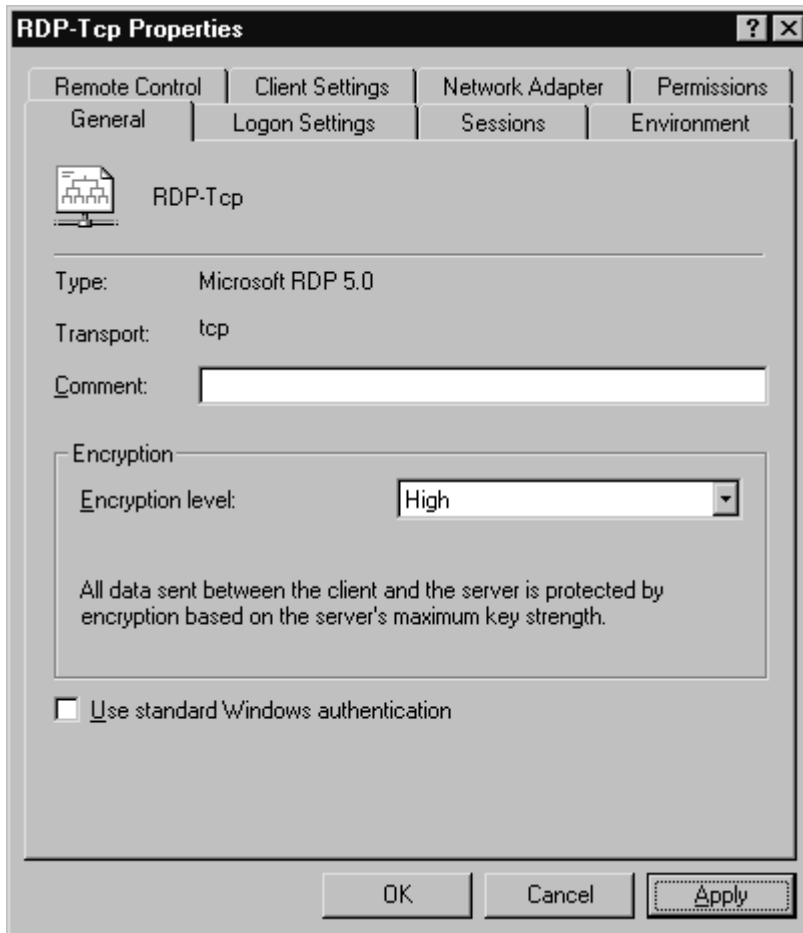 RDP-Tcp Properties
Remote Control Client Settings Network Adapter Permissions
General Logon Settings Sessions Environment
RDP-Tcp
Type: Microsoft RDP 5.0
Transport: tcp
Comment:
Encryption
Encryption level: High
All data sent between the client and the server is protected by
encryption based on the server's maximum key strength.
Use standard Windows authentication
OK Cancel Apply